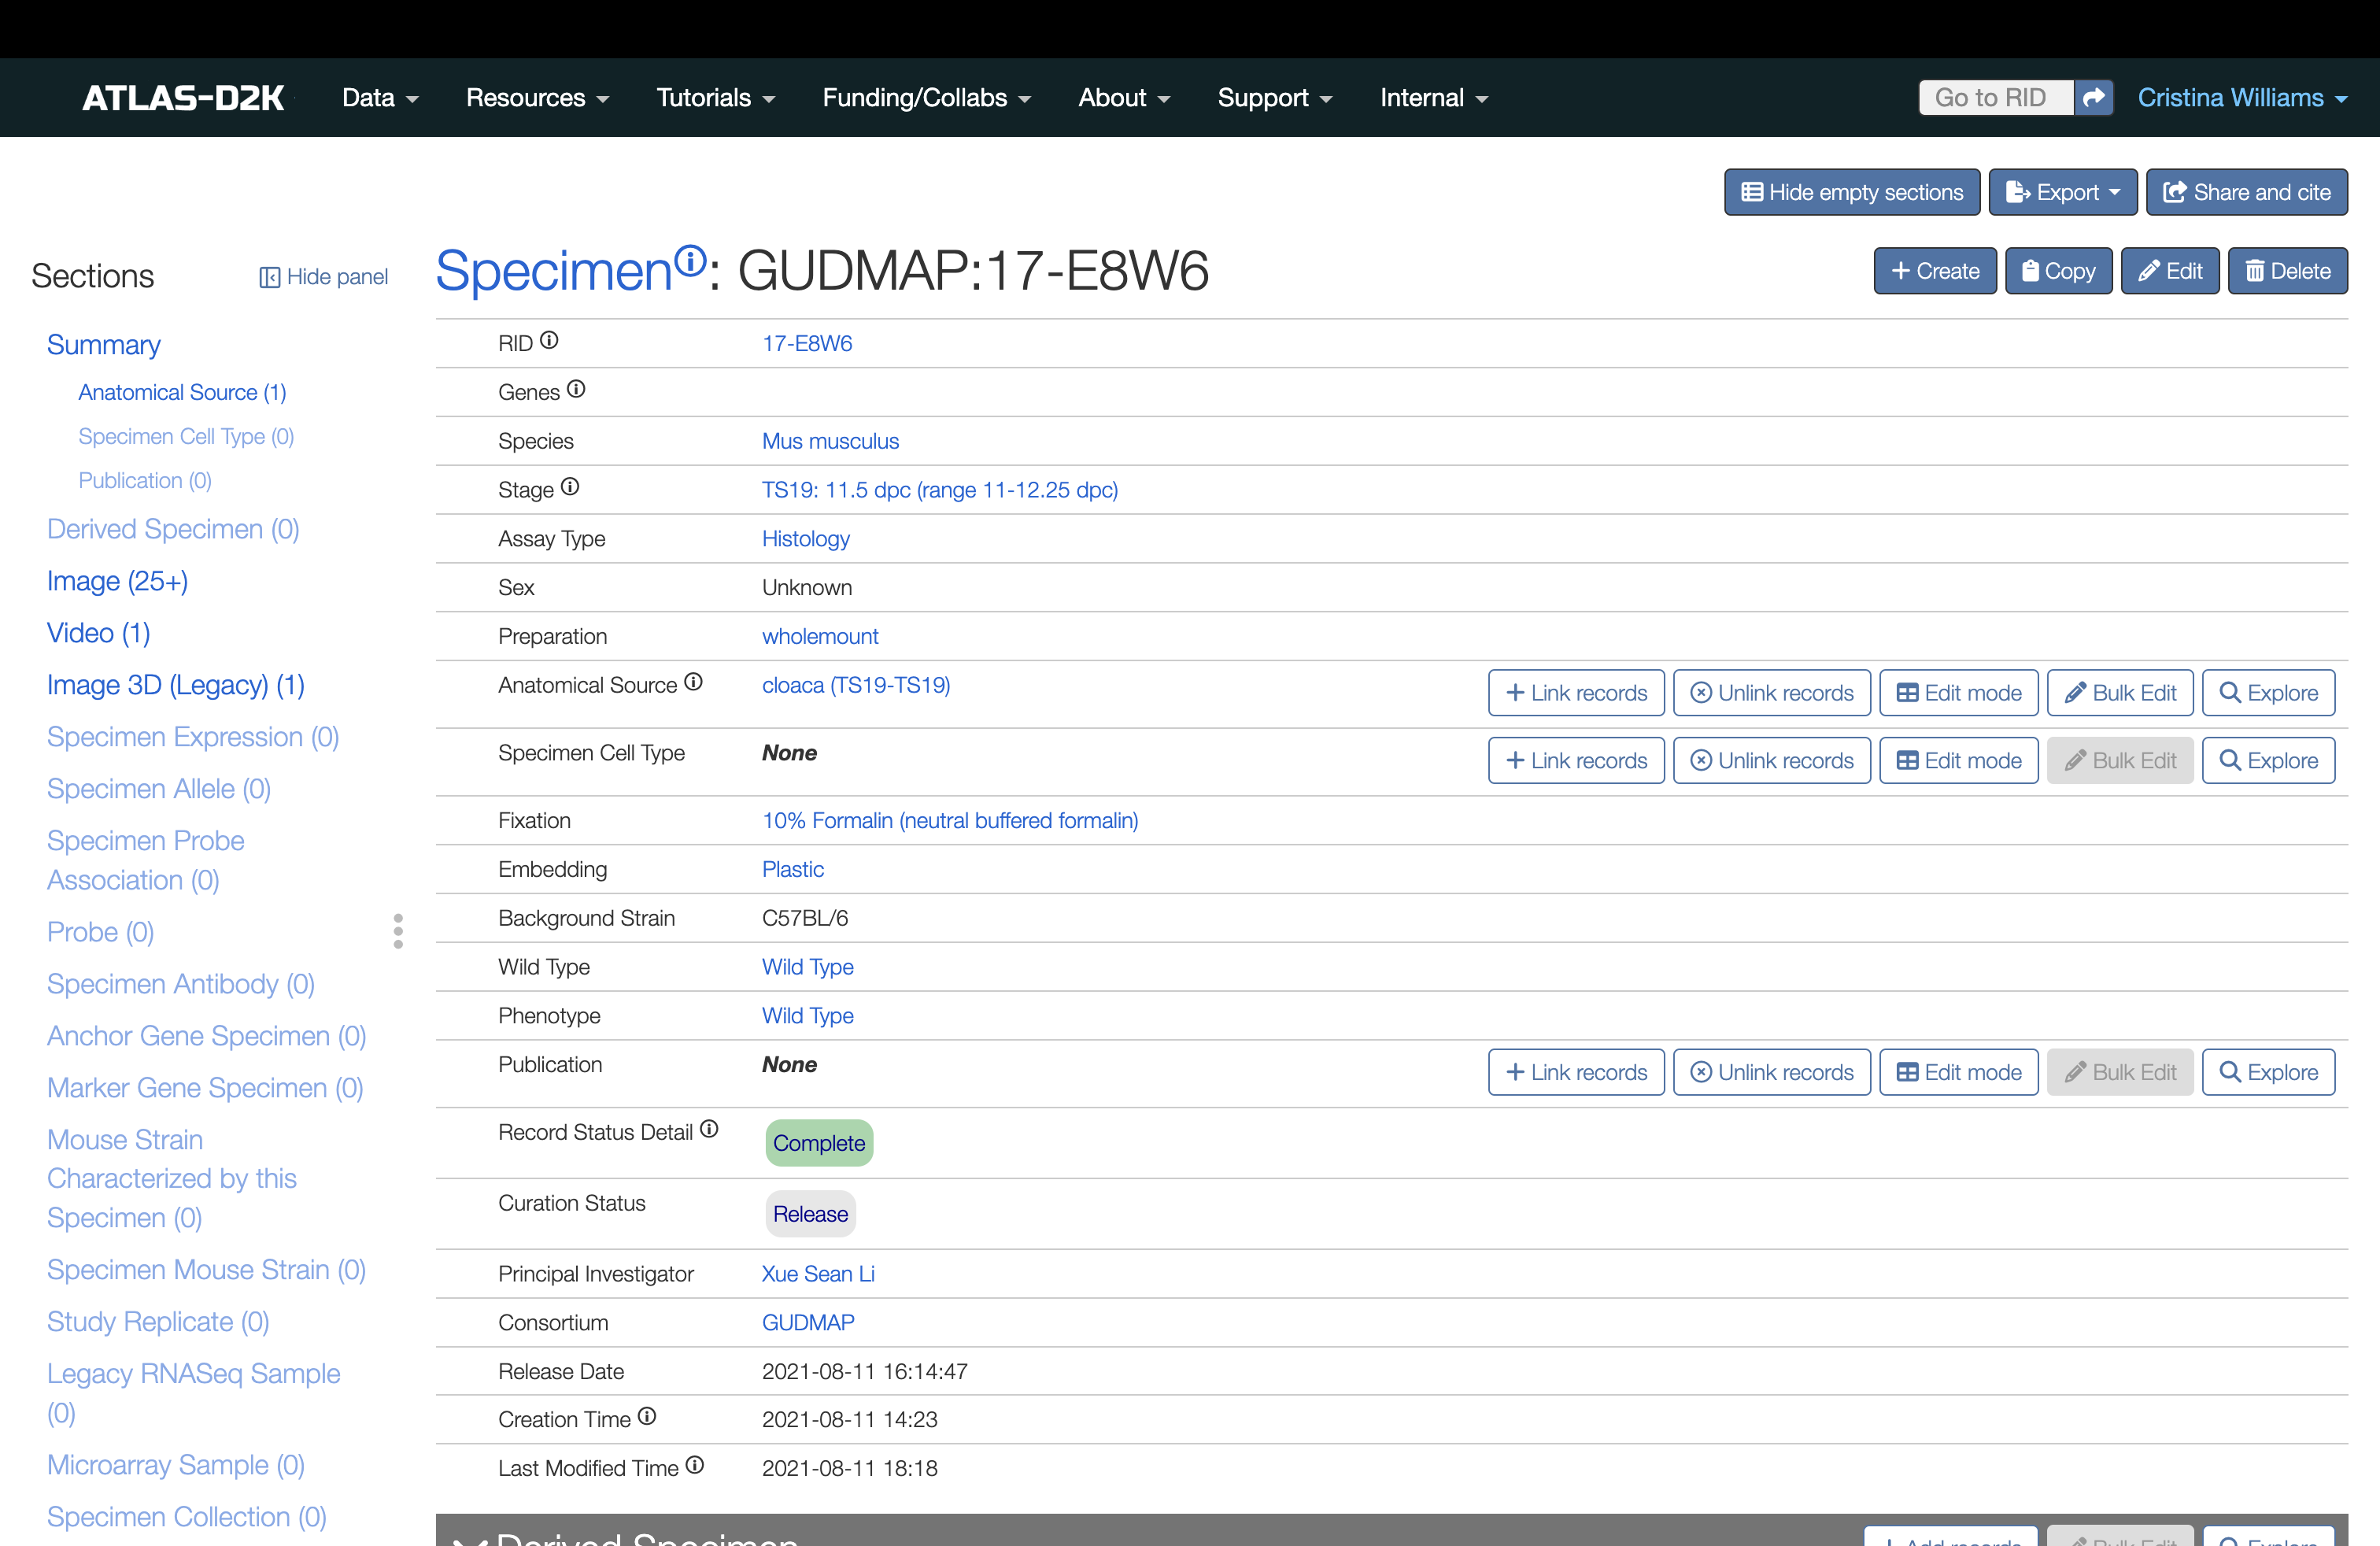 ATLAS-D2K Data Resources Tutorials Funding/Collabs About Support Internal Go to RID Cristina Williams
Hide empty sections Export Share and cite
Sections Hide panel
Summary
Anatomical Source (1)
Specimen Cell Type (0)
Publication (0)
Derived Specimen (0)
Image (25+)
Video (1)
Image 3D (Legacy) (1)
Specimen Expression (0)
Specimen Allele (0)
Specimen Probe
Association (0)
Probe (0)
Specimen Antibody (0)
Anchor Gene Specimen (0)
Marker Gene Specimen (0)
Mouse Strain
Characterized by this
Specimen (0)
Specimen Mouse Strain (0)
Study Replicate (0)
Legacy RNASeq Sample
(0)
Microarray Sample (0)
Specimen Collection (0)
Specimen: GUDMAP:17-E8W6 Create Copy Edit Delete
RID 17-E8W6
Genes
Species Mus musculus
Stage TS19: 11.5 dpc (range 11-12.25 dpc)
Assay Type Histology
Sex Unknown
Preparation wholemount
Anatomical Source cloaca (TS19-TS19) Link records Unlink records Edit mode Bulk Edit Explore
Specimen Cell Type None Link records Unlink records Edit mode Bulk Edit Explore
Fixation 10% Formalin (neutral buffered formalin)
Embedding Plastic
Background Strain C57BL/6
Wild Type Wild Type
Phenotype Wild Type
Publication None Link records Unlink records Edit mode Bulk Edit Explore
Record Status Detail Complete
Curation Status Release
Principal Investigator Xue Sean Li
Consortium GUDMAP
Release Date 2021-08-11 16:14:47
Creation Time 2021-08-11 14:23
Last Modified Time 2021-08-11 18:18
Derived Specimen Add records Bulk Edit Explore